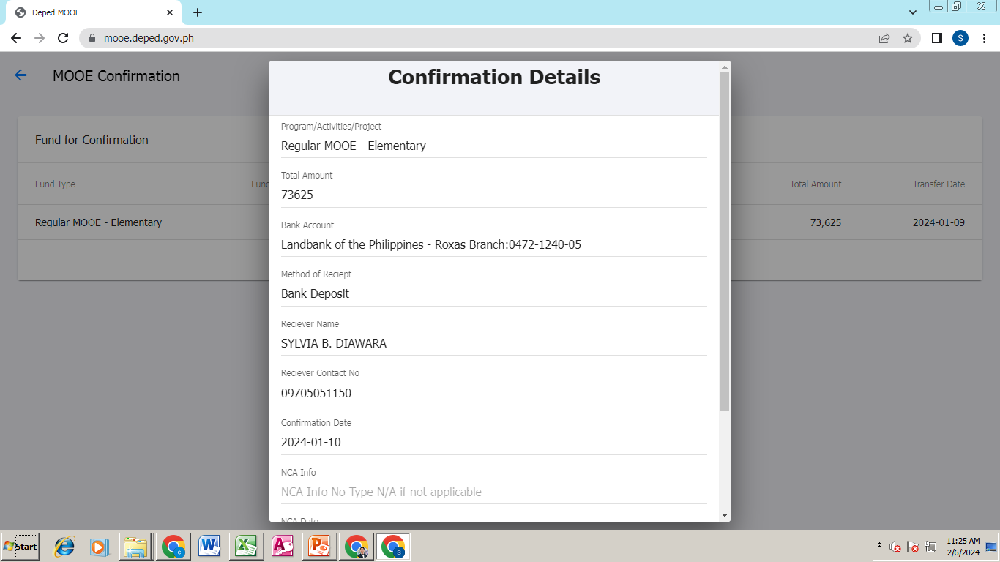 Deped MOOE
mooe.deped.gov.ph
S
MOOE Confirmation
Confirmation Details
Fund for Confirmation
Fund Type
Fund
Total Amount
Transfer Date
Regular MOOE - Elementary
73,625
2024-01-09
Program/Activities/Project
Regular MOOE - Elementary
Total Amount
73625
Bank Account
Landbank of the Philippines - Roxas Branch:0472-1240-05
Method of Reciept
Bank Deposit
Reciever Name
SYLVIA B. DIAWARA
Reciever Contact No
09705051150
Confirmation Date
2024-01-10
NCA Info
NCA Info No Type N/A if not applicable
NCA Date
Start
11:25 AM
2/6/2024